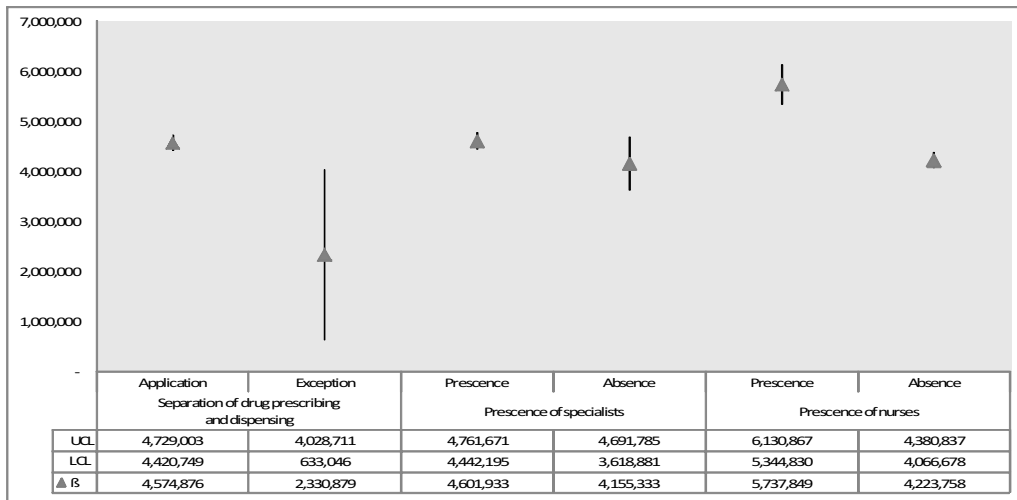 7,000,000
6,000,000
5,000,000
4,000,000
3,000,000
2,000,000
1,000,000
-
Application Exception Prescence Absence Prescence Absence
Separation of drug prescribing
and dispensing
Prescence of specialists
Prescence of nurses
UCL 4,729,003 4,028,711 4,761,671 4,691,785 6,130,867 4,380,837
LCL 4,420,749 633,046 4,442,195 3,618,881 5,344,830 4,066,678
ß 4,574,876 2,330,879 4,601,933 4,155,333 5,737,849 4,223,758